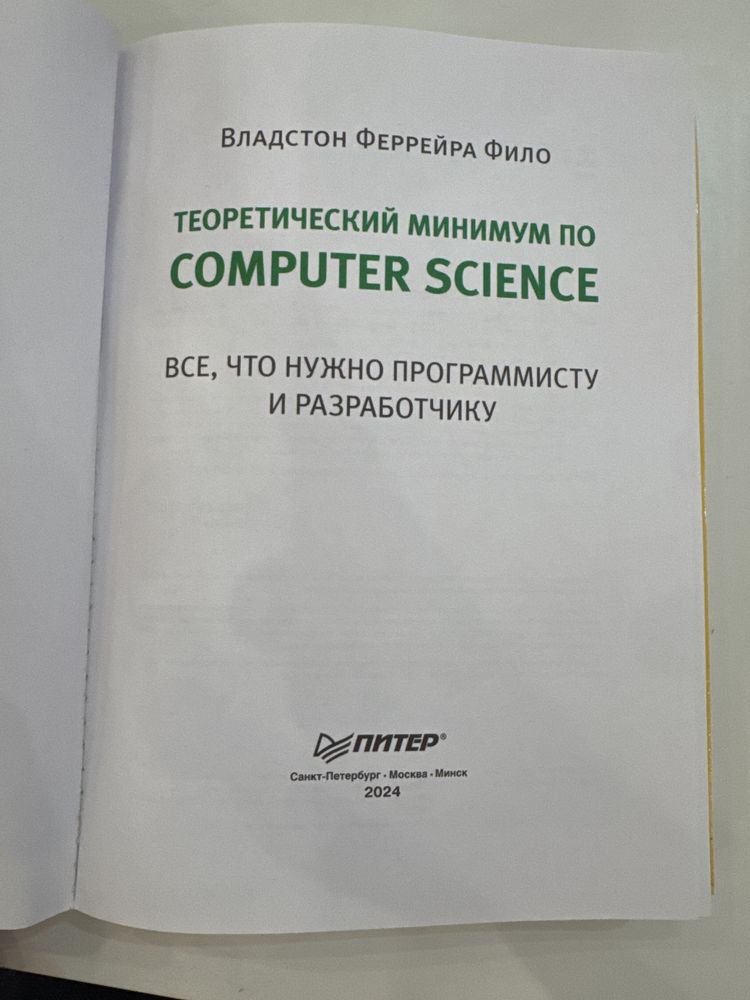 Владстон Феррейра Фило
ТЕОРЕТИЧЕСКИЙ МИНИМУМ ПО
COMPUTER SCIENCE
ВСЕ, ЧТО НУЖНО ПРОГРАММИСТУ
И РАЗРАБОТЧИКУ
ПИТЕР®
Санкт-Петербург • Москва • Минск
2024